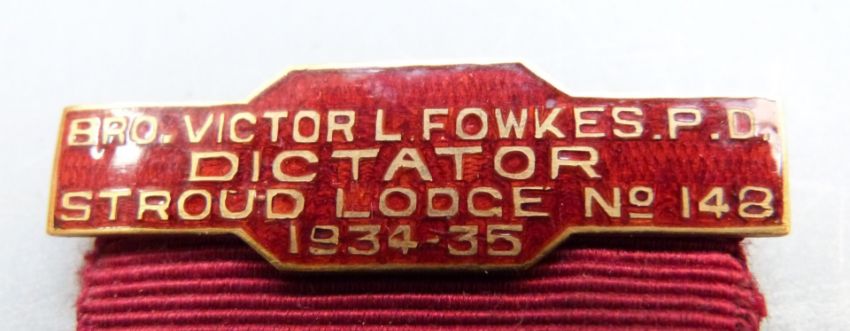 BRO. VICTOR L. FOWKES. P.D.
DICTATOR
STROUD LODGE Nº 148
1934-35